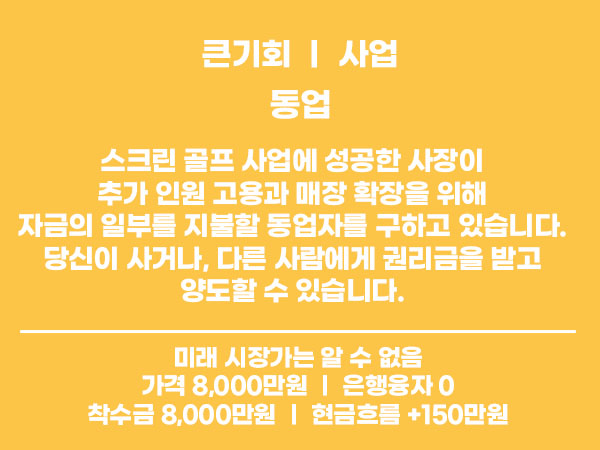 큰기회 ㅣ 사업
동업
스크린 골프 사업에 성공한 사장이
추가 인원 고용과 매장 확장을 위해
자금의 일부를 지불할 동업자를 구하고 있습니다.
당신이 사거나, 다른 사람에게 권리금을 받고
양도할 수 있습니다.
미래 시장가는 알 수 없음
가격 8,000만원 ㅣ 은행융자 0
착수금 8,000만원 ㅣ 현금흐름 +150만원